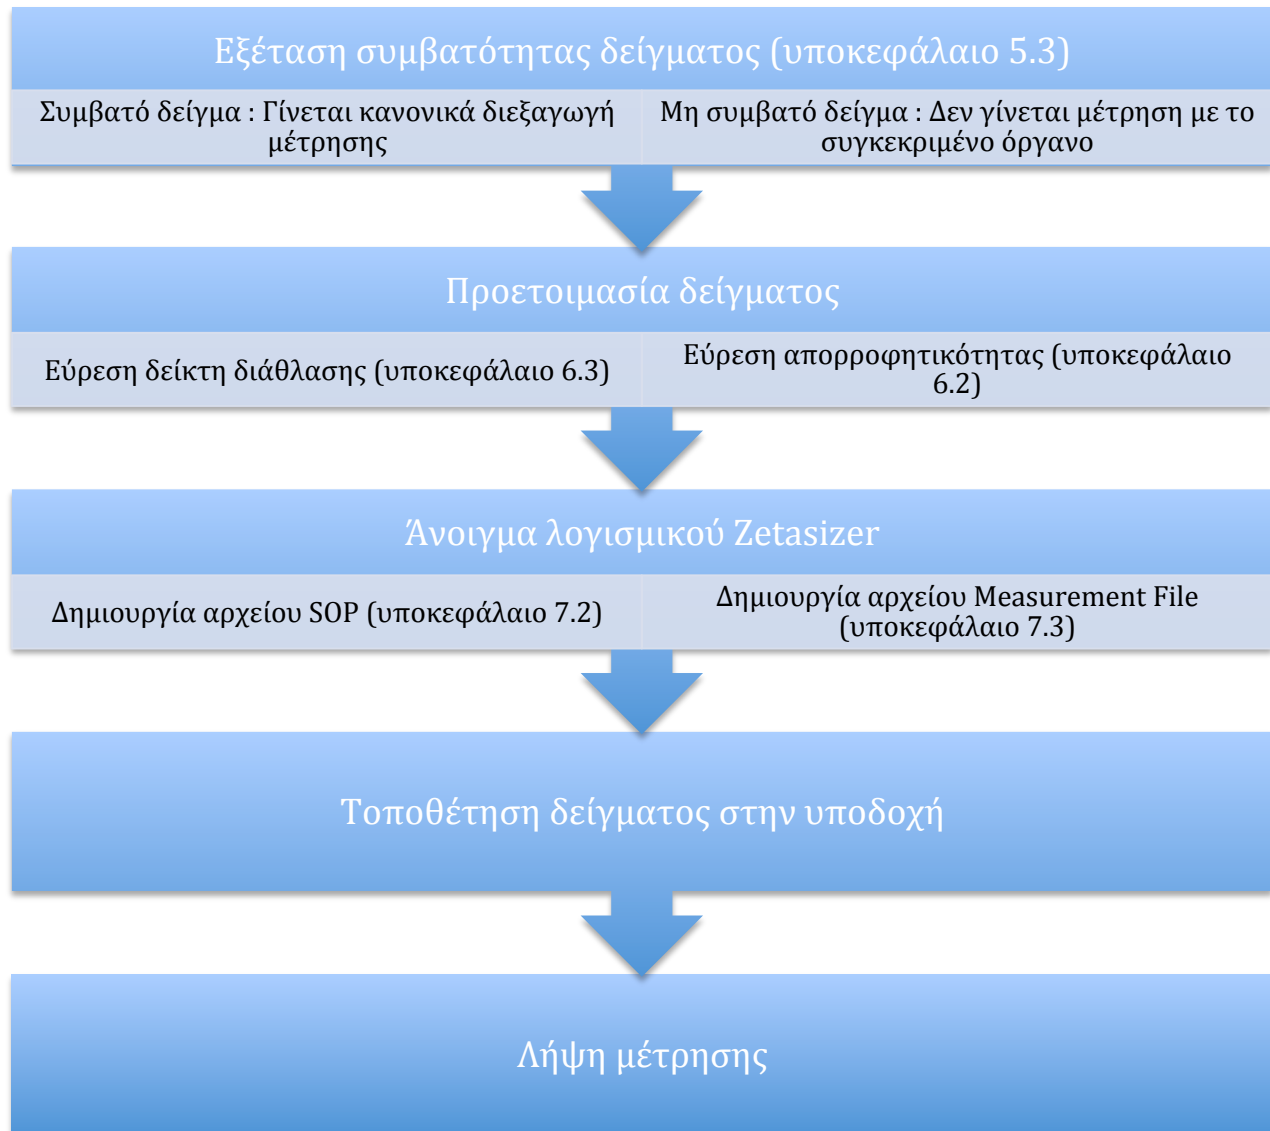 Εξέταση συμβατότητας δείγματος (υποκεφάλαιο 5.3)
Συμβατό δείγμα : Γίνεται κανονικά διεξαγωγή
μέτρησης
Μη συμβατό δείγμα : Δεν γίνεται μέτρηση με το
συγκεκριμένο όργανο
Προετοιμασία δείγματος
Εύρεση δείκτη διάθλασης (υποκεφάλαιο 6.3)
Εύρεση απορροφητικότητας (υποκεφάλαιο
6.2)
Άνοιγμα λογισμικού Zetasizer
Δημιουργία αρχείου SOP (υποκεφάλαιο 7.2)
Δημιουργία αρχείου Measurement File
(υποκεφάλαιο 7.3)
Τοποθέτηση δείγματος στην υποδοχή
Λήψη μέτρησης